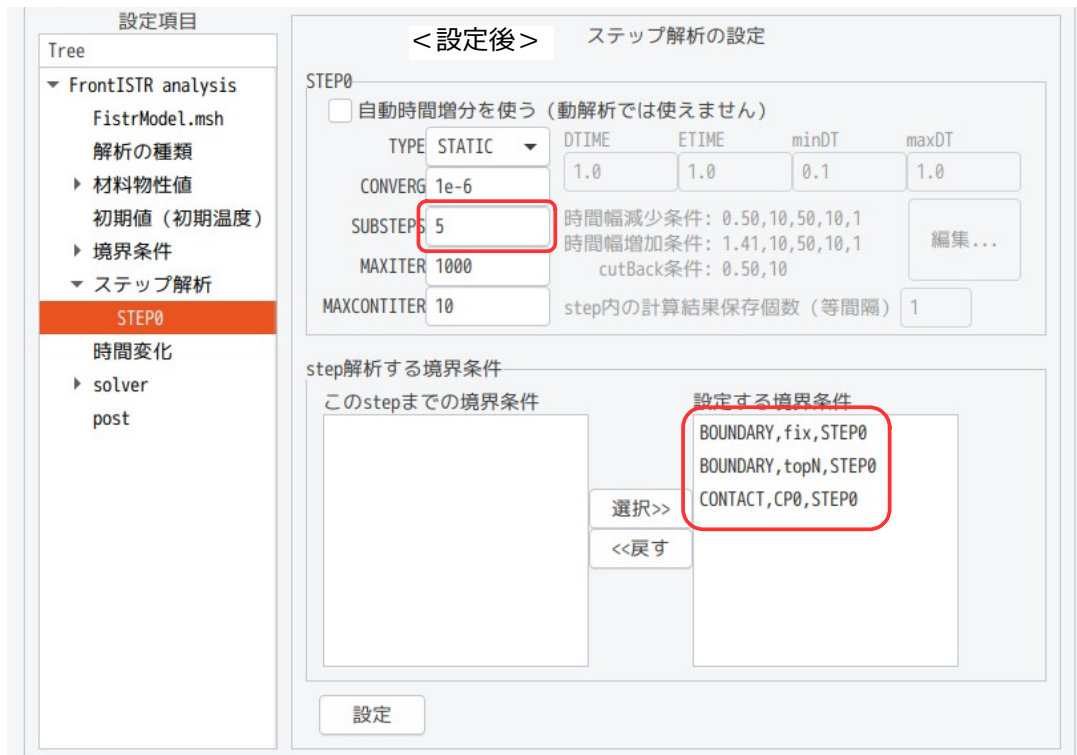 設定項目
Tree
FrontISTR analysis
FistrModel.msh
解析の種類
材料物性値
初期値（初期温度）
境界条件
ステップ解析
STEP0
時間変化
solver
post
＜設定後＞
ステップ解析の設定
STEP0
自動時間増分を使う（動解析では使えません）
TYPE STATIC
DTIME ETIME minDT maxDT
1.0 1.0 0.1 1.0
CONVERG 1e-6
SUBSTEPS 5
MAXITER 1000
MAXCONTITER 10
時間幅減少条件: 0.50,10,50,10,1
時間幅増加条件: 1.41,10,50,10,1
cutBack条件: 0.50,10
編集...
step内の計算結果保存個数（等間隔） 1
step解析する境界条件
このstepまでの境界条件
設定する境界条件
BOUNDARY,fix,STEP0
BOUNDARY,topN,STEP0
CONTACT,CP0,STEP0
選択>>
<<戻す
設定